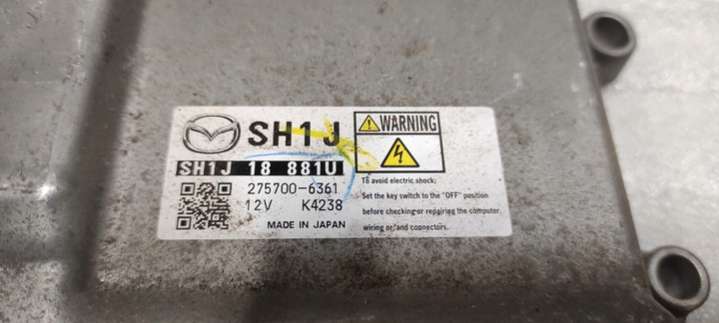 SH1J
WARNING
SH1J 18 881U
275700-6361
12V K4238
MADE IN JAPAN
To avoid electric shock;
Set the key switch to the "OFF" position
before checking or repairing the computer,
wiring or/and connectors.